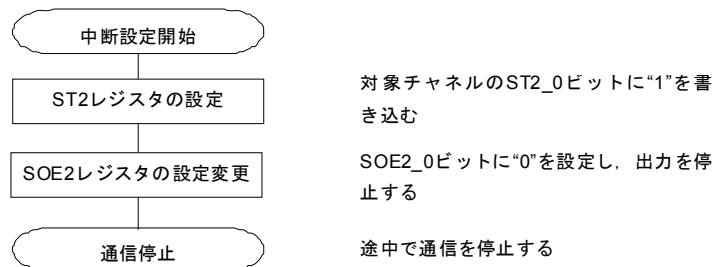 中断設定開始
ST2レジスタの設定
対象チャネルのST2_0ビットに“1”を書
き込む
SOE2レジスタの設定変更
SOE2_0ビットに“0”を設定し，出力を停
止する
通信停止
途中で通信を停止する